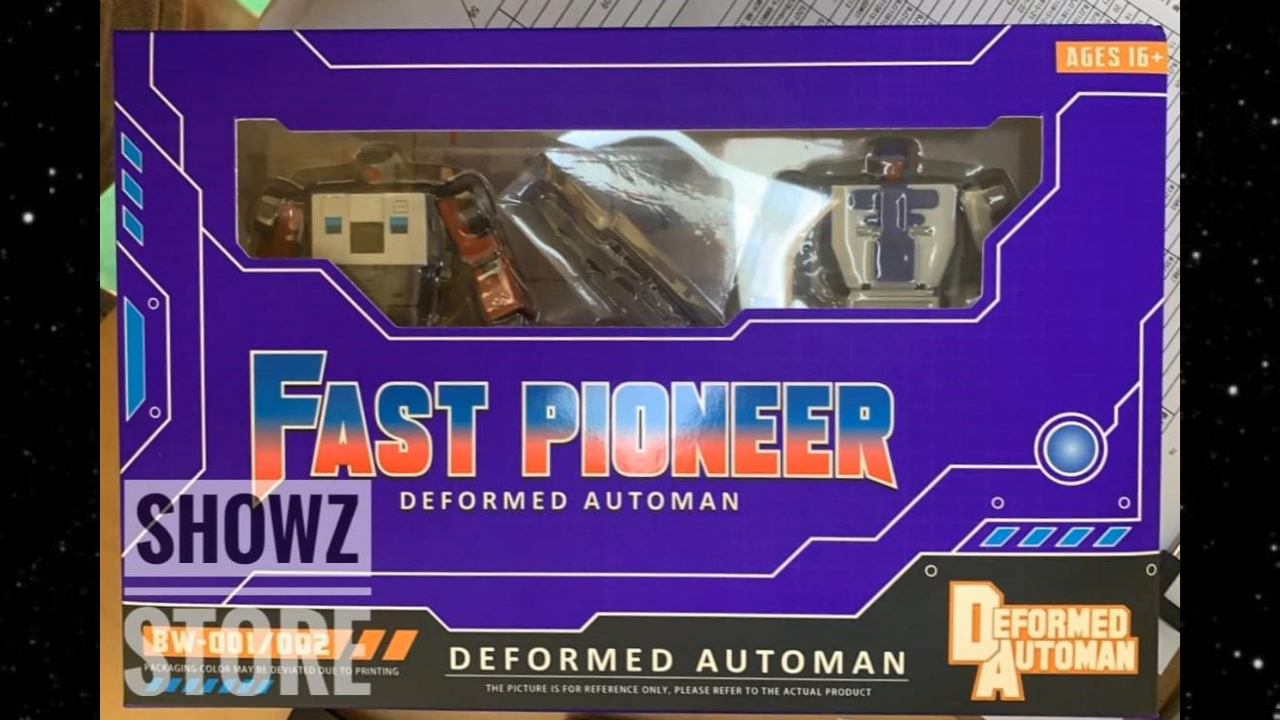 AGES 16+
11
FAST PIONEER
DEFORMED AUTOMAN
SHOWZ
STORE
BW-001/002
PACKAGING COLOR MAY BE DEVIATED DUE TO PRINTING
DEFORMED AUTOMAN
THE PICTURE IS FOR REFERENCE ONLY, PLEASE REFER TO THE ACTUAL PRODUCT
DEFORMED
AUTOMAN